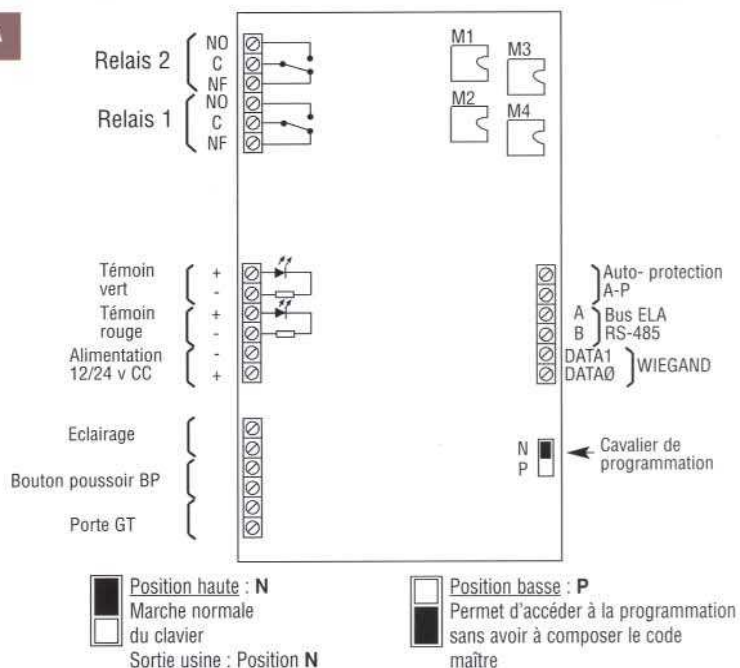 A
Relais 2
NO
C
NF
Relais 1
NO
C
NF
M1
M3
M2
M4
Témoin
vert
+
-
Témoin
rouge
+
-
Alimentation
12/24 v CC
-
+
Eclairage
Bouton poussoir BP
Porte GT
Auto- protection
A-P
A
B
Bus ELA
RS-485
DATA1
DATAØ
WIEGAND
N
P
Cavalier de
programmation
Position haute : N
Marche normale
du clavier
Sortie usine : Position N
Position basse : P
Permet d'accéder à la programmation
sans avoir à composer le code
maître